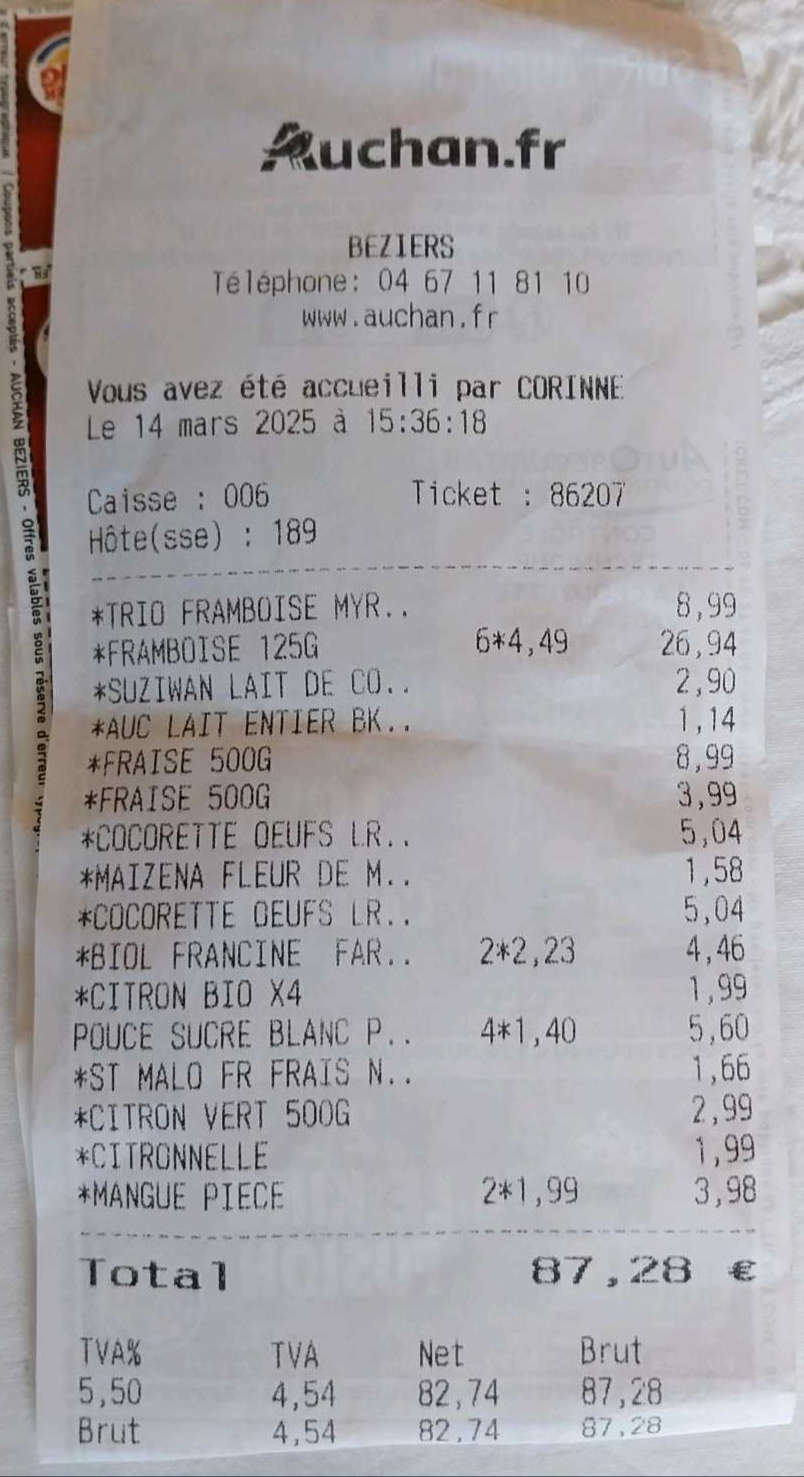 Auchan.fr
BEZIERS
Téléphone: 04 67 11 81 10
www.auchan.fr
Vous avez été accueilli par CORINNE
Le 14 mars 2025 à 15:36:18
Caisse : 006 Ticket : 86207
Hôte(sse) : 189
*TRIO FRAMBOISE MYR.. 8,99
*FRAMBOISE 125G 6*4,49 26,94
*SUZIWAN LAIT DE CO.. 2,90
*AUC LAIT ENTIER BK.. 1,14
*FRAISE 500G 8,99
*FRAISE 500G 3,99
*COCORETTE OEUFS LR.. 5,04
*MAIZENA FLEUR DE M.. 1,58
*COCORETTE OEUFS LR.. 5,04
*BIOL FRANCINE FAR.. 2*2,23 4,46
*CITRON BIO X4 1,99
POUCE SUCRE BLANC P.. 4*1,40 5,60
*ST MALO FR FRAIS N.. 1,66
*CITRON VERT 500G 2,99
*CITRONNELLE 1,99
*MANGUE PIECE 2*1,99 3,98
Total 87,28 €
TVA% TVA Net Brut
5,50 4,54 82,74 87,28
Brut 4,54 82,74 87,28
/ Coupons partiels acceptés - AUCHAN BEZIERS - Offres valables sous réserve d'erreur